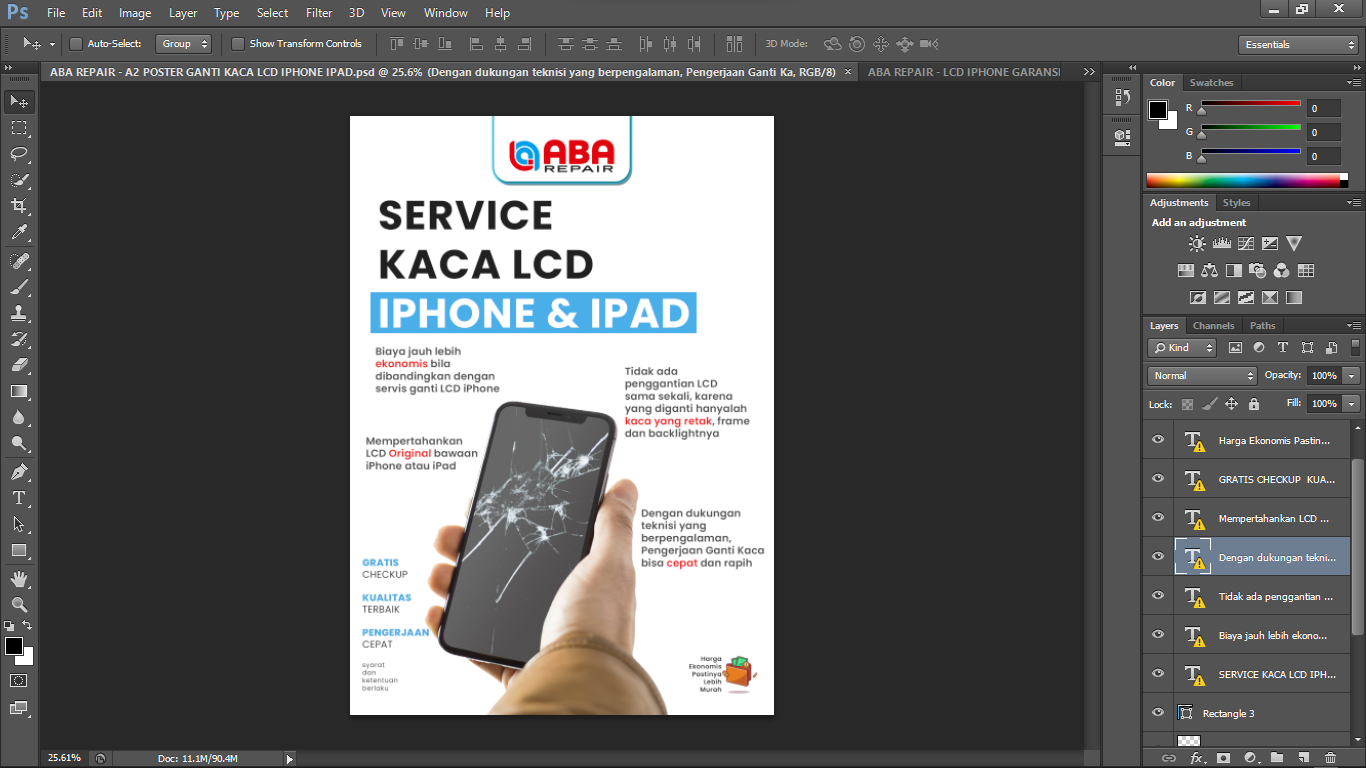 Ps File Edit Image Layer Type Select Filter 3D View Window Help
Auto-Select: Group Show Transform Controls 3D Mode: Essentials
ABA REPAIR - A2 POSTER GANTI KACA LCD IPHONE IPAD.psd @ 25.6% (Dengan dukungan teknisi yang berpengalaman, Pengerjaan Ganti Ka, RGB/8) × ABA REPAIR - LCD IPHONE GARANSI
ABA
REPAIR
SERVICE
KACA LCD
IPHONE & IPAD
Biaya jauh lebih
ekonomis bila
dibandingkan dengan
servis ganti LCD iPhone
Tidak ada
penggantian LCD
sama sekali, karena
yang diganti hanyalah
kaca yang retak, frame
dan backlightnya
Mempertahankan
LCD Original bawaan
iPhone atau iPad
Dengan dukungan
teknisi yang
berpengalaman,
Pengerjaan Ganti Kaca
bisa cepat dan rapih
GRATIS
CHECKUP
KUALITAS
TERBAIK
PENGERJAAN
CEPAT
syarat
dan
ketentuan
berlaku
Harga
Ekonomis
Pastinya
Lebih
Murah
Color Swatches
R 0
G 0
B 0
Adjustments Styles
Add an adjustment
Layers Channels Paths
Kind
Normal Opacity: 100%
Lock: Fill: 100%
Harga Ekonomis Pastin...
GRATIS CHECKUP KUA...
Mempertahankan LCD ...
Dengan dukungan tekni...
Tidak ada penggantian ...
Biaya jauh lebih ekono...
SERVICE KACA LCD IPH...
Rectangle 3
25.61% Doc: 11.1M/90.4M